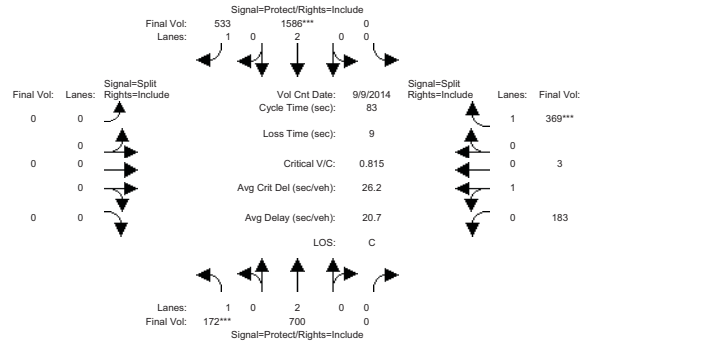 Signal=Protect/Rights=Include
Final Vol: 533 1586*** 0
Lanes: 1 0 2 0 0
Signal=Split Signal=Split
Final Vol: Lanes: Rights=Include Vol Cnt Date: 9/9/2014 Rights=Include Lanes: Final Vol:
Cycle Time (sec): 83
0 0 1 369***
Loss Time (sec): 9
0 0
0 0 Critical V/C: 0.815 0 3
0 Avg Crit Del (sec/veh): 26.2 1
0 0 Avg Delay (sec/veh): 20.7 0 183
LOS: C
Lanes: 1 0 2 0 0
Final Vol: 172*** 700 0
Signal=Protect/Rights=Include